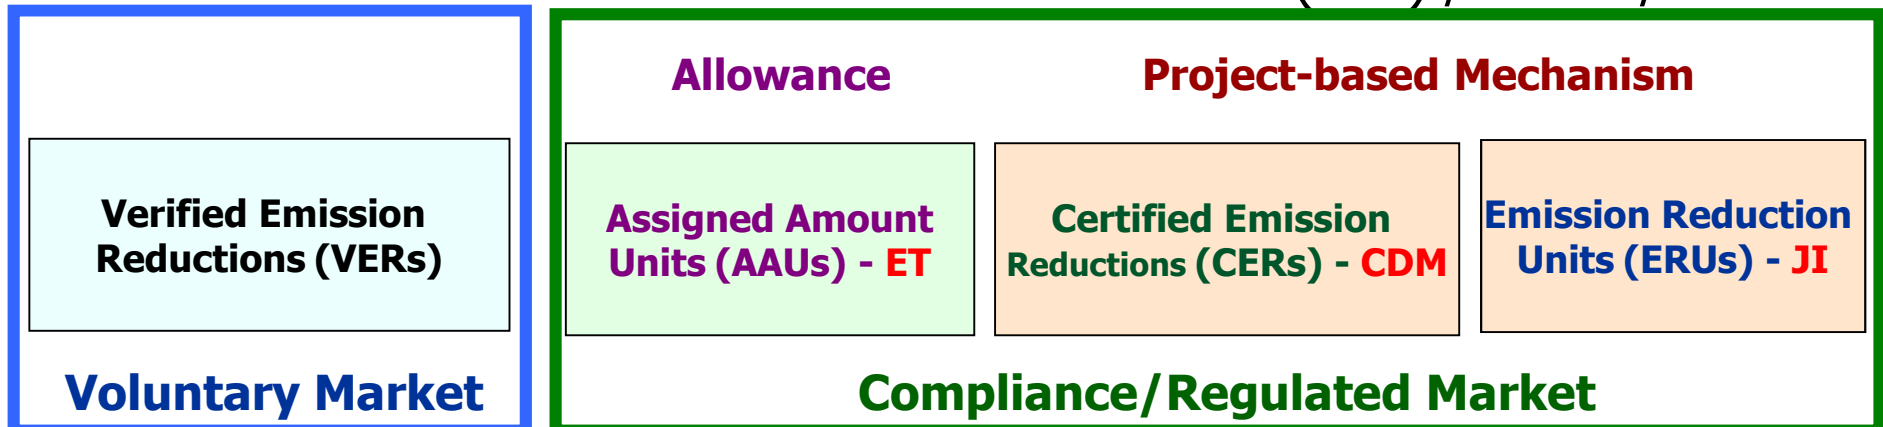 Allowance
Project-based Mechanism
Verified Emission
Reductions (VERs)
Assigned Amount
Units (AAUs) - ET
Certified Emission
Reductions (CERs) - CDM
Emission Reduction
Units (ERUs) - JI
Voluntary Market
Compliance/Regulated Market